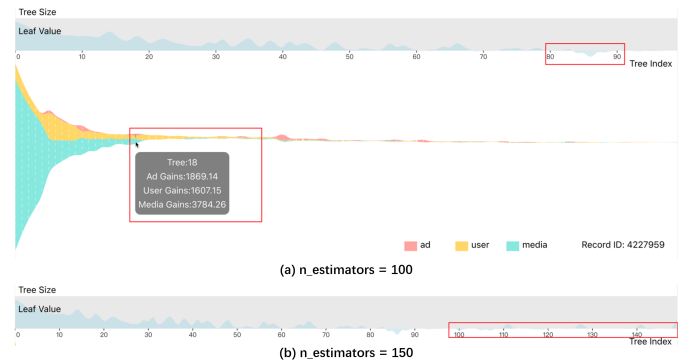 Tree Size
Leaf Value
0 10 20 30 40 50 60 70 80 90
Tree Index
Tree:18
Ad Gains:1869.14
User Gains:1607.15
Media Gains:3784.26
ad user media Record ID: 4227959
(a) n_estimators = 100
Tree Size
Leaf Value
0 10 20 30 40 50 60 70 80 90 100 110 120 130 140
Tree Index
(b) n_estimators = 150